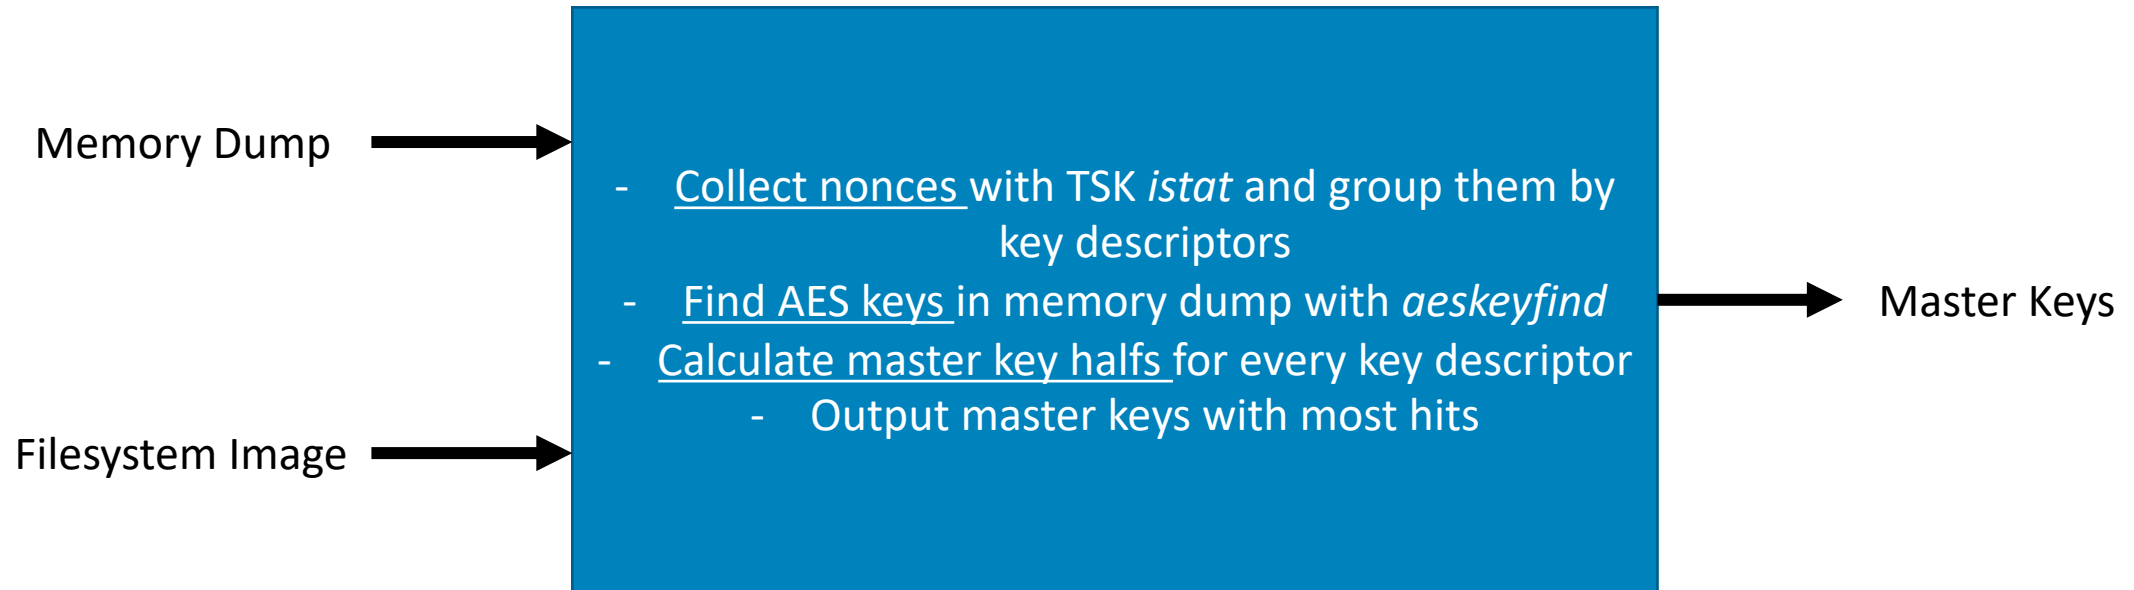 Memory Dump
Filesystem Image
- Collect nonces with TSK istat and group them by
key descriptors
- Find AES keys in memory dump with aeskeyfind
- Calculate master key halfs for every key descriptor
- Output master keys with most hits
Master Keys